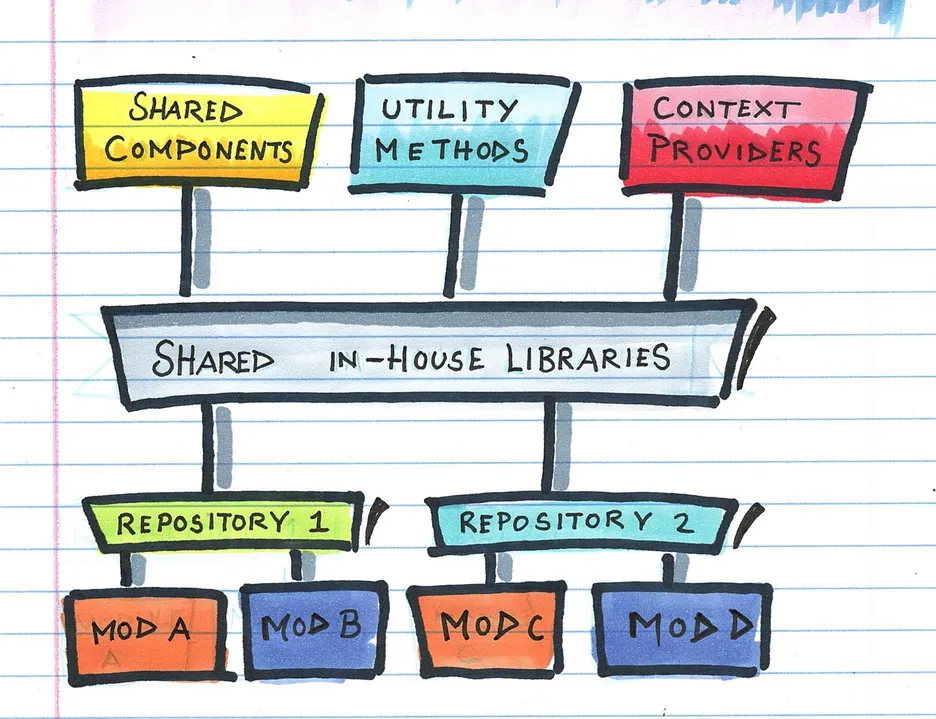 SHARED
COMPONENTS
UTILITY
METHODS
CONTEXT
PROVIDERS
SHARED IN-HOUSE LIBRARIES
REPOSITORY 1
REPOSITORY 2
MOD A
MOD B
MOD C
MOD D